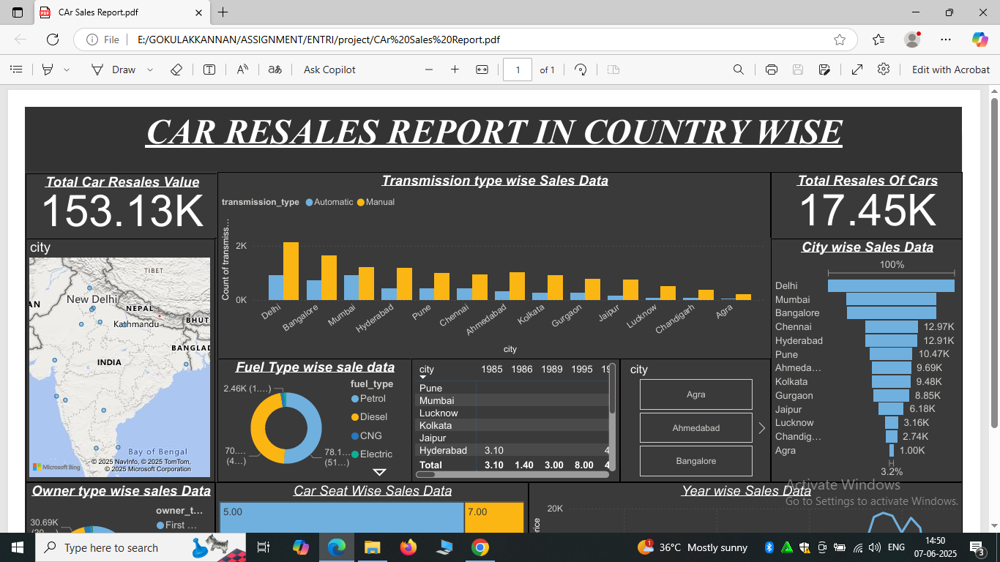 CAr Sales Report.pdf
File
E:/GOKULAKKANNAN/ASSIGNMENT/ENTRI/project/CAr%20Sales%20Report.pdf
Draw
Ask Copilot
1
of 1
Edit with Acrobat
CAR RESALES REPORT IN COUNTRY WISE
Total Car Resales Value
153.13K
Transmission type wise Sales Data
transmission_type
Automatic
Manual
Count of transmiss…
2K
0K
Delhi
Bangalore
Mumbai
Hyderabad
Pune
Chennai
Ahmedabad
Kolkata
Gurgaon
Jaipur
Lucknow
Chandigarh
Agra
city
Total Resales Of Cars
17.45K
city
TIBET
New Delhi
NEPAL
Kathmandu
BHUT
BANGLAD
AN
INDIA
Bay of Bengal
Microsoft Bing
© 2025 NavInfo, © 2025 TomTom,
© 2025 Microsoft Corporation
City wise Sales Data
100%
Delhi
Mumbai
Bangalore
Chennai 12.97K
Hyderabad 12.91K
Pune 10.47K
Ahmeda… 9.69K
Kolkata 9.48K
Gurgaon 8.85K
Jaipur 6.18K
Lucknow 3.16K
Chandig… 2.74K
Agra 1.00K
3.2%
Fuel Type wise sale data
2.46K (1.…)
70…
(4…)
78.1…
(51…)
fuel_type
Petrol
Diesel
CNG
Electric
city 1985 1986 1989 1995 19
Pune
Mumbai
Lucknow
Kolkata
Jaipur
Hyderabad 3.10 4
Total 3.10 1.40 3.00 8.00 4
city
Agra
Ahmedabad
Bangalore
Owner type wise sales Data
owner_t…
First …
30.69K
Car Seat Wise Sales Data
5.00
7.00
Year wise Sales Data
20K
rice
Activate Windows
Go to Settings to activate Windows.
Type here to search
1
36°C Mostly sunny
ENG
14:50
07-06-2025
3